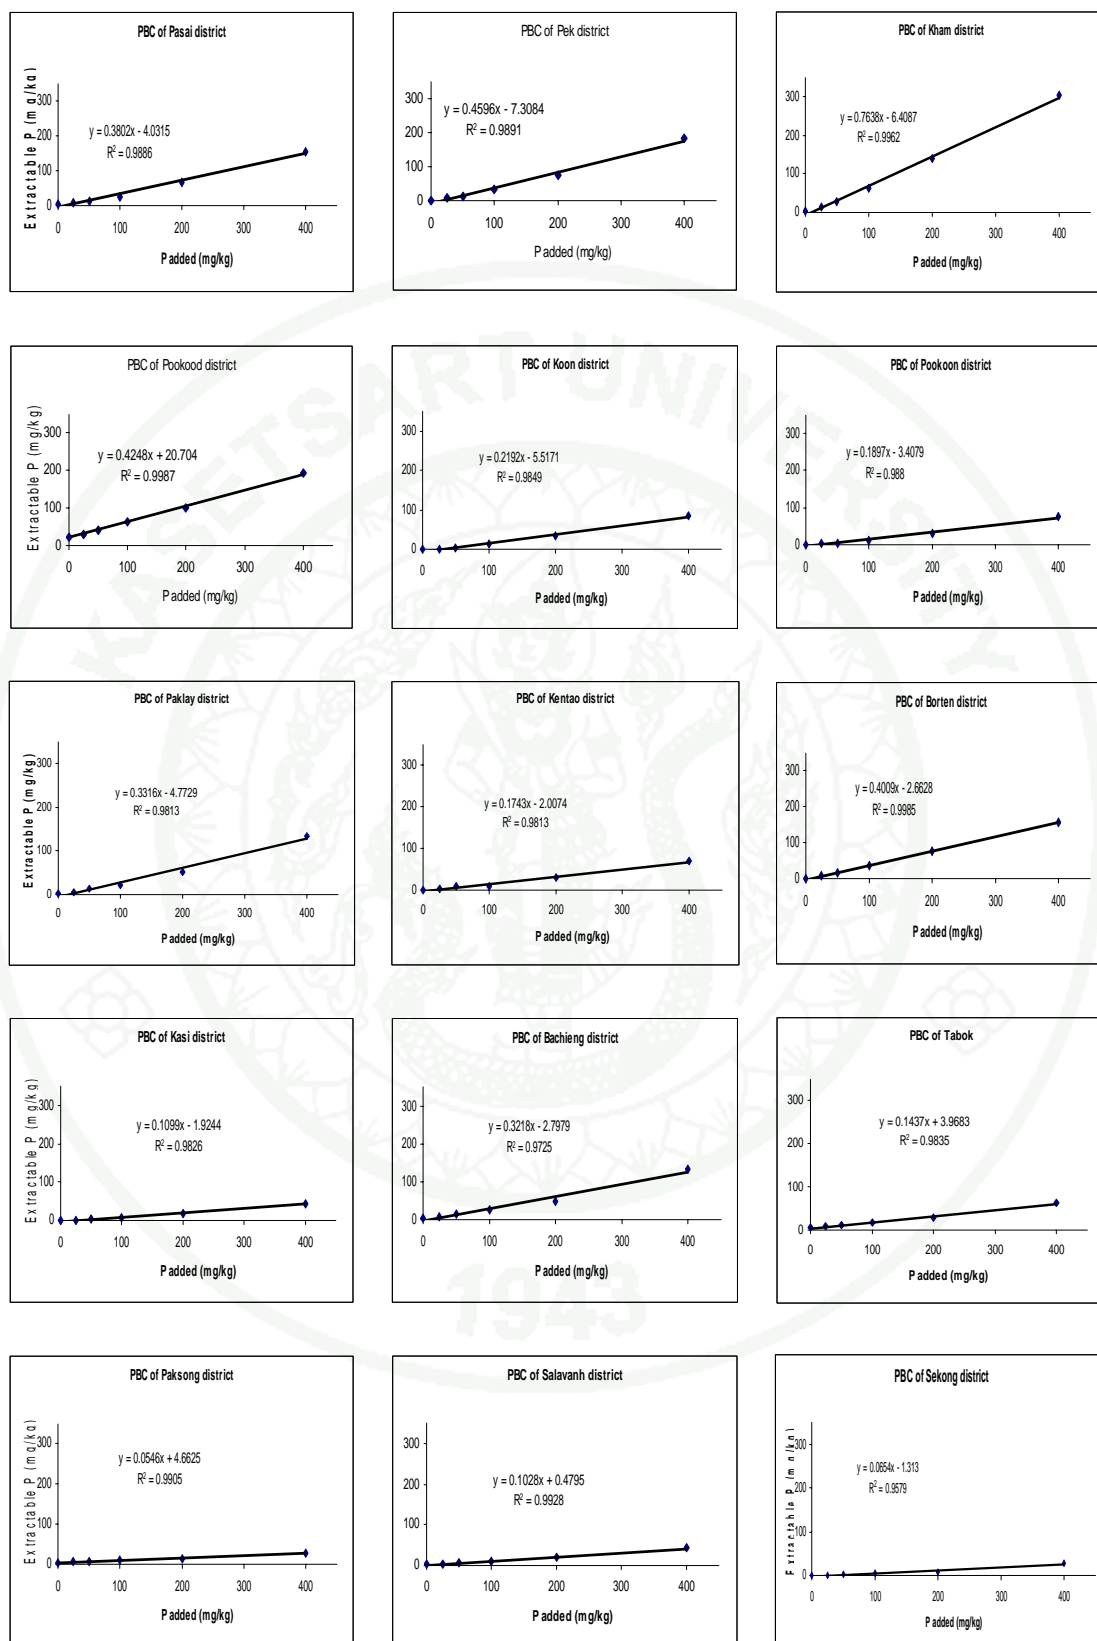 PBC of Pasai district
Extractable P (mg/kg)
300
200
100
0
y = 0.3802x - 4.0315
R² = 0.9886
0 100 200 300 400
P added (mg/kg)
PBC of Pek district
300
200
100
0
y = 0.4596x - 7.3084
R² = 0.9891
0 100 200 300 400
P added (mg/kg)
PBC of Kham district
300
200
100
0
y = 0.7638x - 6.4087
R² = 0.9962
0 100 200 300 400
P added (mg/kg)
PBC of Pookood district
Extractable P (mg/kg)
300
200
100
0
y = 0.4248x + 20.704
R² = 0.9987
0 100 200 300 400
P added (mg/kg)
PBC of Koon district
300
200
100
0
y = 0.2192x - 5.5171
R² = 0.9849
0 100 200 300 400
P added (mg/kg)
PBC of Pookoon district
300
200
100
0
y = 0.1897x - 3.4079
R² = 0.988
0 100 200 300 400
P added (mg/kg)
PBC of Paklay district
Extractable P (mg/kg)
300
200
100
0
y = 0.3316x - 4.7729
R² = 0.9813
0 100 200 300 400
P added (mg/kg)
PBC of Kentao district
300
200
100
0
y = 0.1743x - 2.0074
R² = 0.9813
0 100 200 300 400
P added (mg/kg)
PBC of Borten district
300
200
100
0
y = 0.4009x - 2.6628
R² = 0.9985
0 100 200 300 400
P added (mg/kg)
PBC of Kasi district
Extractable P (mg/kg)
300
200
100
0
y = 0.1099x - 1.9244
R² = 0.9826
0 100 200 300 400
P added (mg/kg)
PBC of Bachieng district
300
200
100
0
y = 0.3218x - 2.7979
R² = 0.9725
0 100 200 300 400
P added (mg/kg)
PBC of Tabok
300
200
100
0
y = 0.1437x + 3.9683
R² = 0.9835
0 100 200 300 400
P added (mg/kg)
PBC of Paksong district
Extractable P (mg/kg)
300
200
100
0
y = 0.0546x + 4.6625
R² = 0.9905
0 100 200 300 400
P added (mg/kg)
PBC of Salavanh district
300
200
100
0
y = 0.1028x + 0.4795
R² = 0.9928
0 100 200 300 400
P added (mg/kg)
PBC of Sekong district
Extractable P (mg/kg)
300
200
100
0
y = 0.0654x - 1.313
R² = 0.9579
0 100 200 300 400
P added (mg/kg)
KASETSART UNIVERSITY
1943